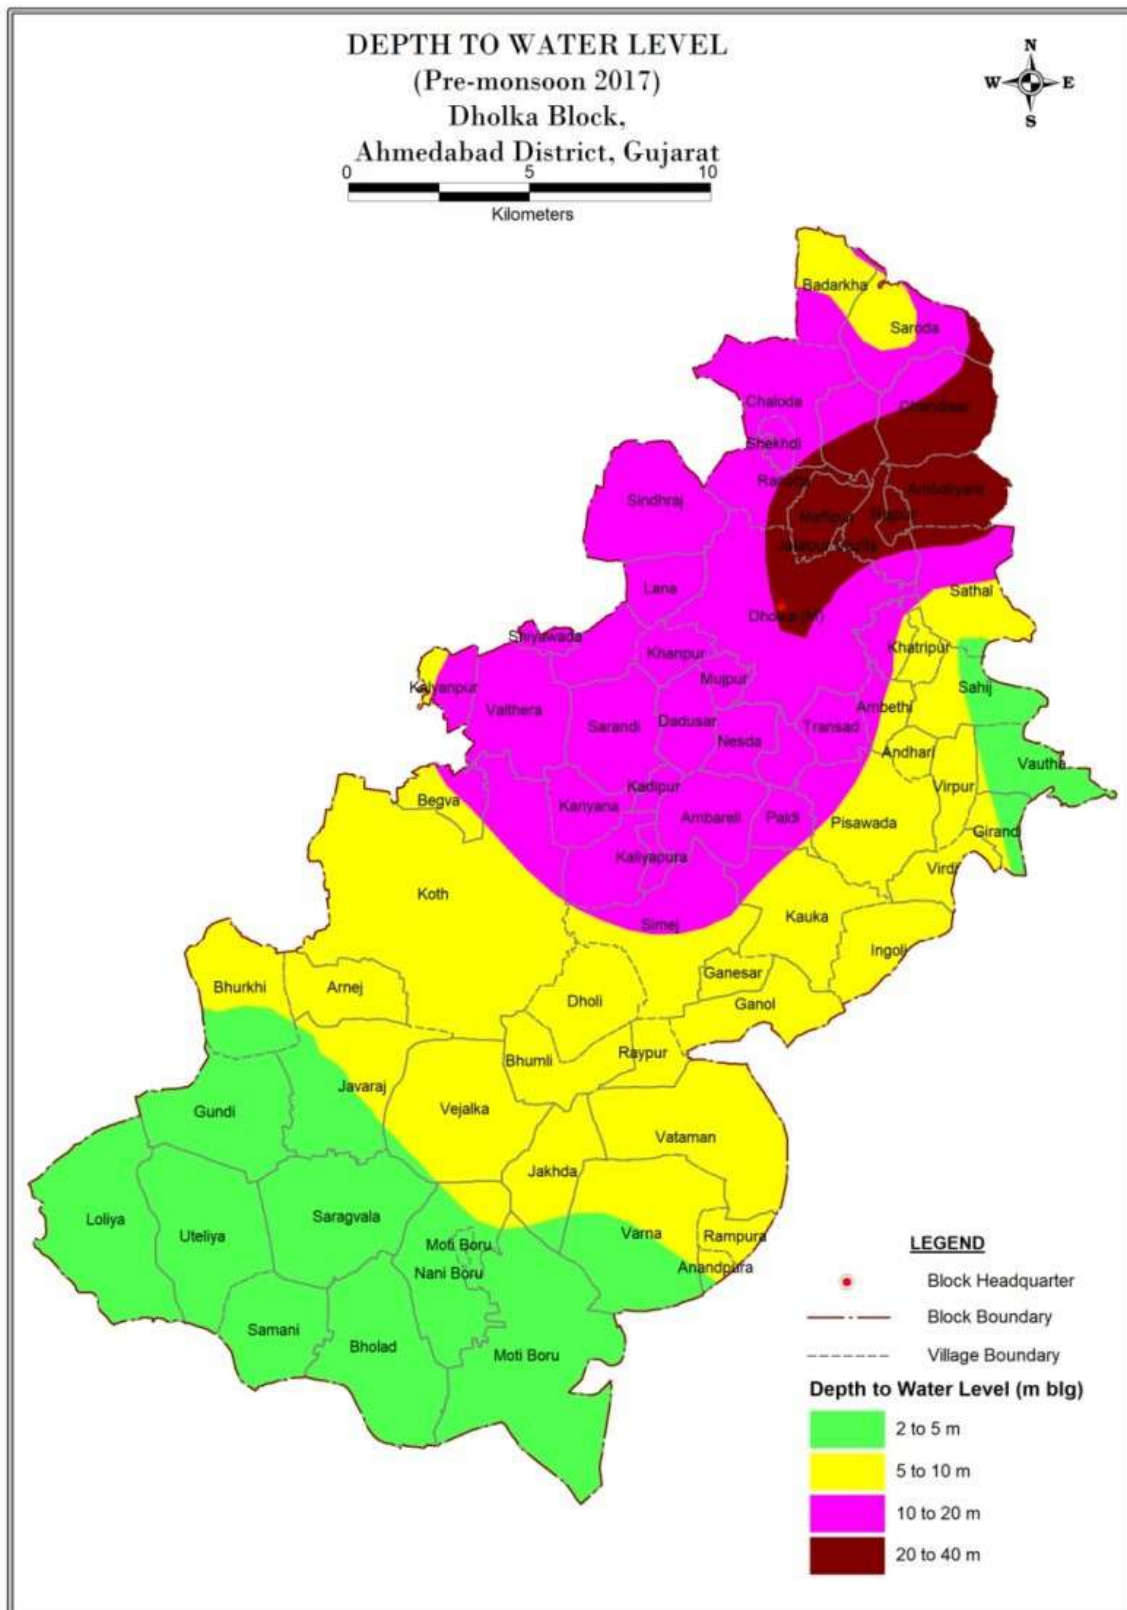 DEPTH TO WATER LEVEL
(Pre-monsoon 2017)
Dholka Block,
Ahmedabad District, Gujarat
0 5 10
Kilometers
N
W E
S
Badarkha
Saroda
Chaloda
Chandisar
Shekhdi
Sindhraj
Ambaliyara
Maflipur
Lana
Sathal
Dholka (M)
Shiyawada
Khatripur
Khanpur
Mujpur
Kalyanpur
Sahij
Valthera
Ambethi
Sarandi
Dadusar
Transad
Nesda
Andhari
Vautha
Kadipur
Virpur
Begva
Kariyana
Ambareli
Paldi
Pisawada
Girand
Kaliyapura
Virdi
Koth
Kauka
Simej
Ingoli
Ganesar
Bhurkhi
Arnej
Dholi
Ganol
Bhumli
Raypur
Javaraj
Gundi
Vejalka
Vataman
Jakhda
Loliya
Saragvala
Uteliya
Varna
Rampura
Moti Boru
Anandpura
Nani Boru
Samani
Bholad
Moti Boru
LEGEND
Block Headquarter
Block Boundary
Village Boundary
Depth to Water Level (m blg)
2 to 5 m
5 to 10 m
10 to 20 m
20 to 40 m